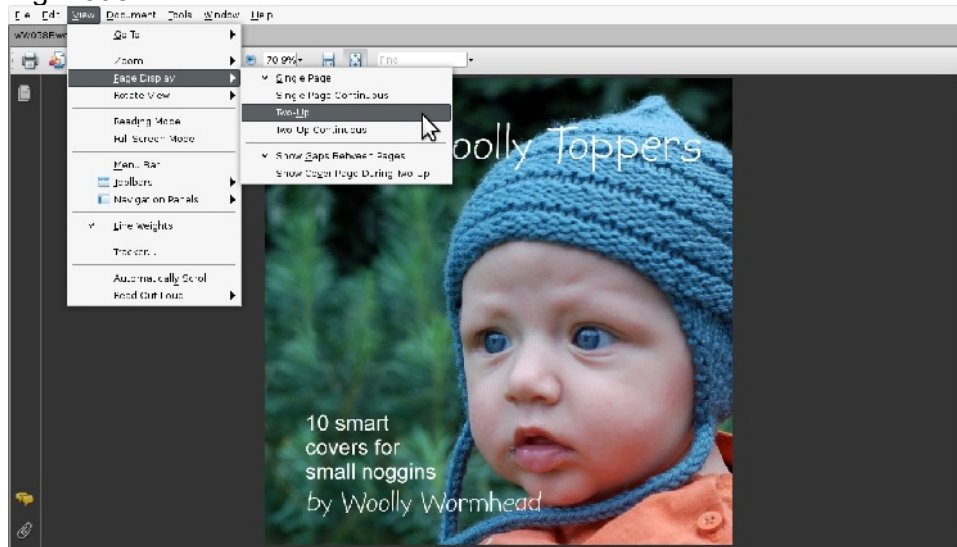 File Edit View Document Tools Window Help
Go To
70.9%
Find
Zoom
Page Display
Single Page
Rotate View
Single Page Continuous
Two-Up
Reading Mode
Two-Up Continuous
Full Screen Mode
oolly Toppers
Show Gaps Between Pages
Menu Bar
Show Cover Page During Two-Up
Toolbars
Navigation Panels
Line Weights
Tracker...
Automatically Scroll
Read Out Loud
10 smart
covers for
small noggins
by Woolly Wormhead